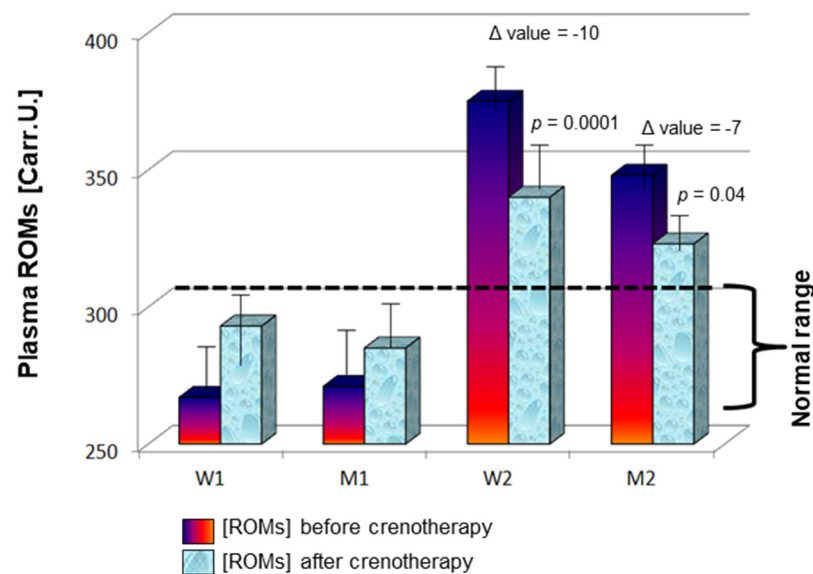 400
Δ value = -10
p = 0.0001
Δ value = -7
350
p = 0.04
Plasma ROMs [Carr.U.]
300
Normal range
250
W1 M1 W2 M2
[ROMs] before crenotherapy
[ROMs] after crenotherapy